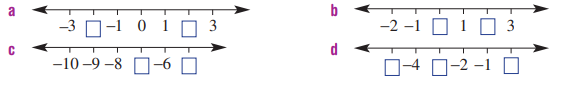 a
–3 □ –1 0 1 □ 3
b
–2 –1 □ 1 □ 3
c
–10 –9 –8 □ –6 □
d
□ –4 □ –2 –1 □